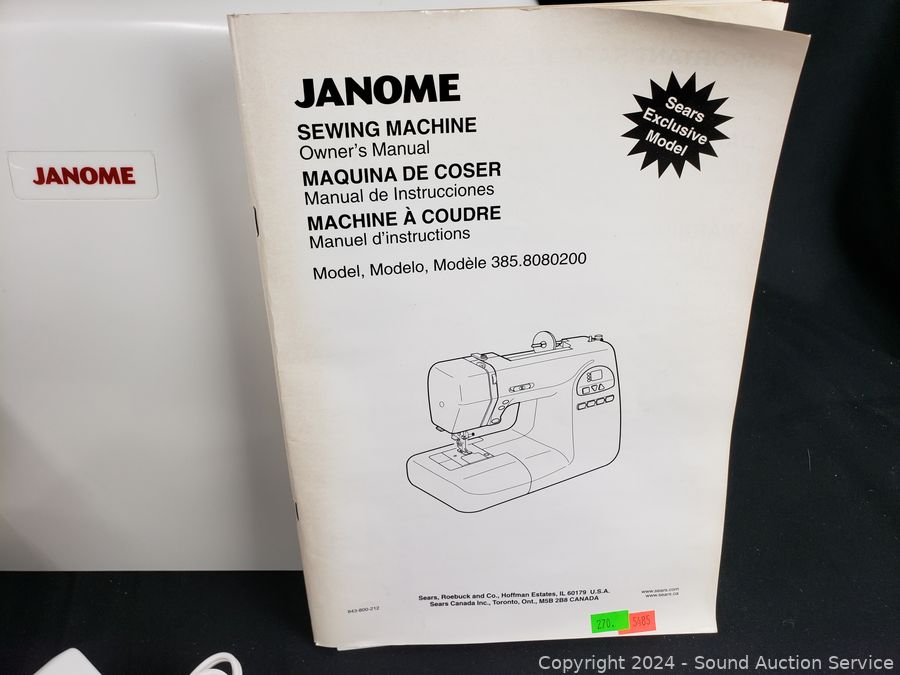 JANOME
JANOME
SEWING MACHINE
Owner's Manual
MAQUINA DE COSER
Manual de Instrucciones
MACHINE À COUDRE
Manuel d'instructions
Model, Modelo, Modèle 385.8080200
Sears
Exclusive
Model
Sears, Roebuck and Co., Hoffman Estates, IL 60179 U.S.A.
Sears Canada Inc., Toronto, Ont., M5B 2B8 CANADA
www.sears.com
www.sears.ca
843-800-212
270.
5485
Copyright 2024 - Sound Auction Service